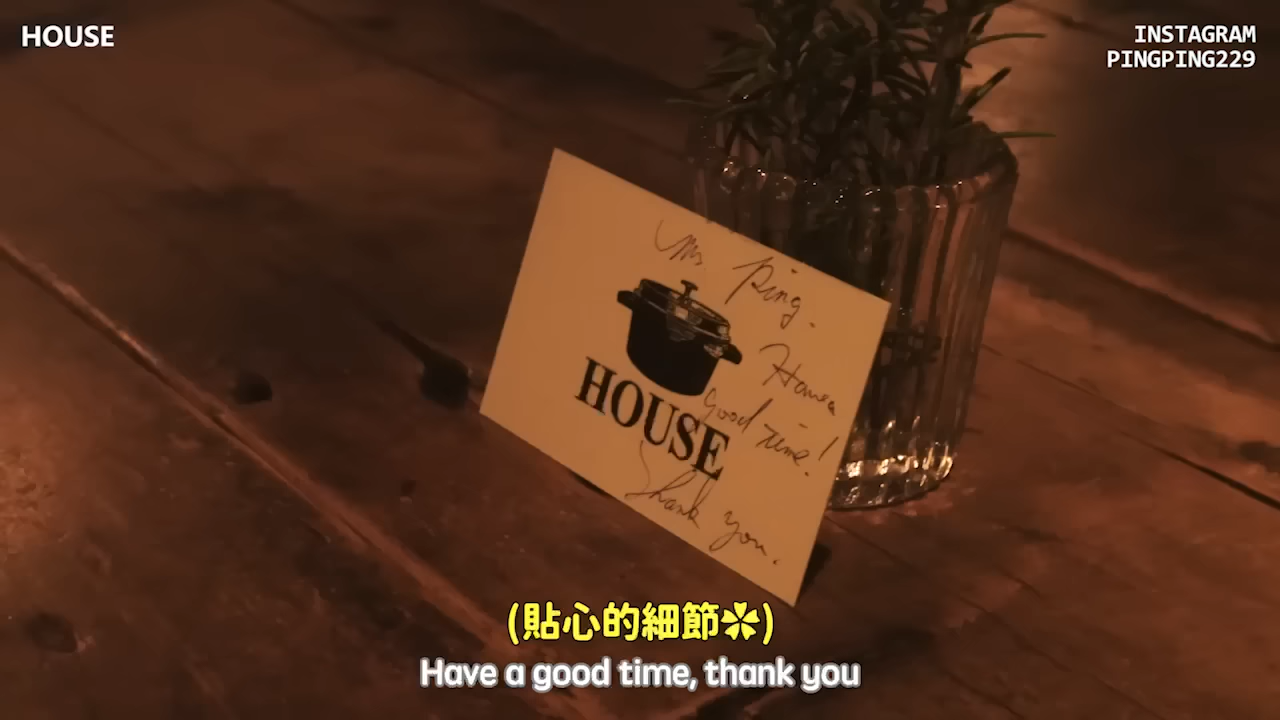 HOUSE
INSTAGRAM
PINGPING229
Ms. Ping.
Have a
good time!
HOUSE
Thank you.
(貼心的細節✽)
Have a good time, thank you